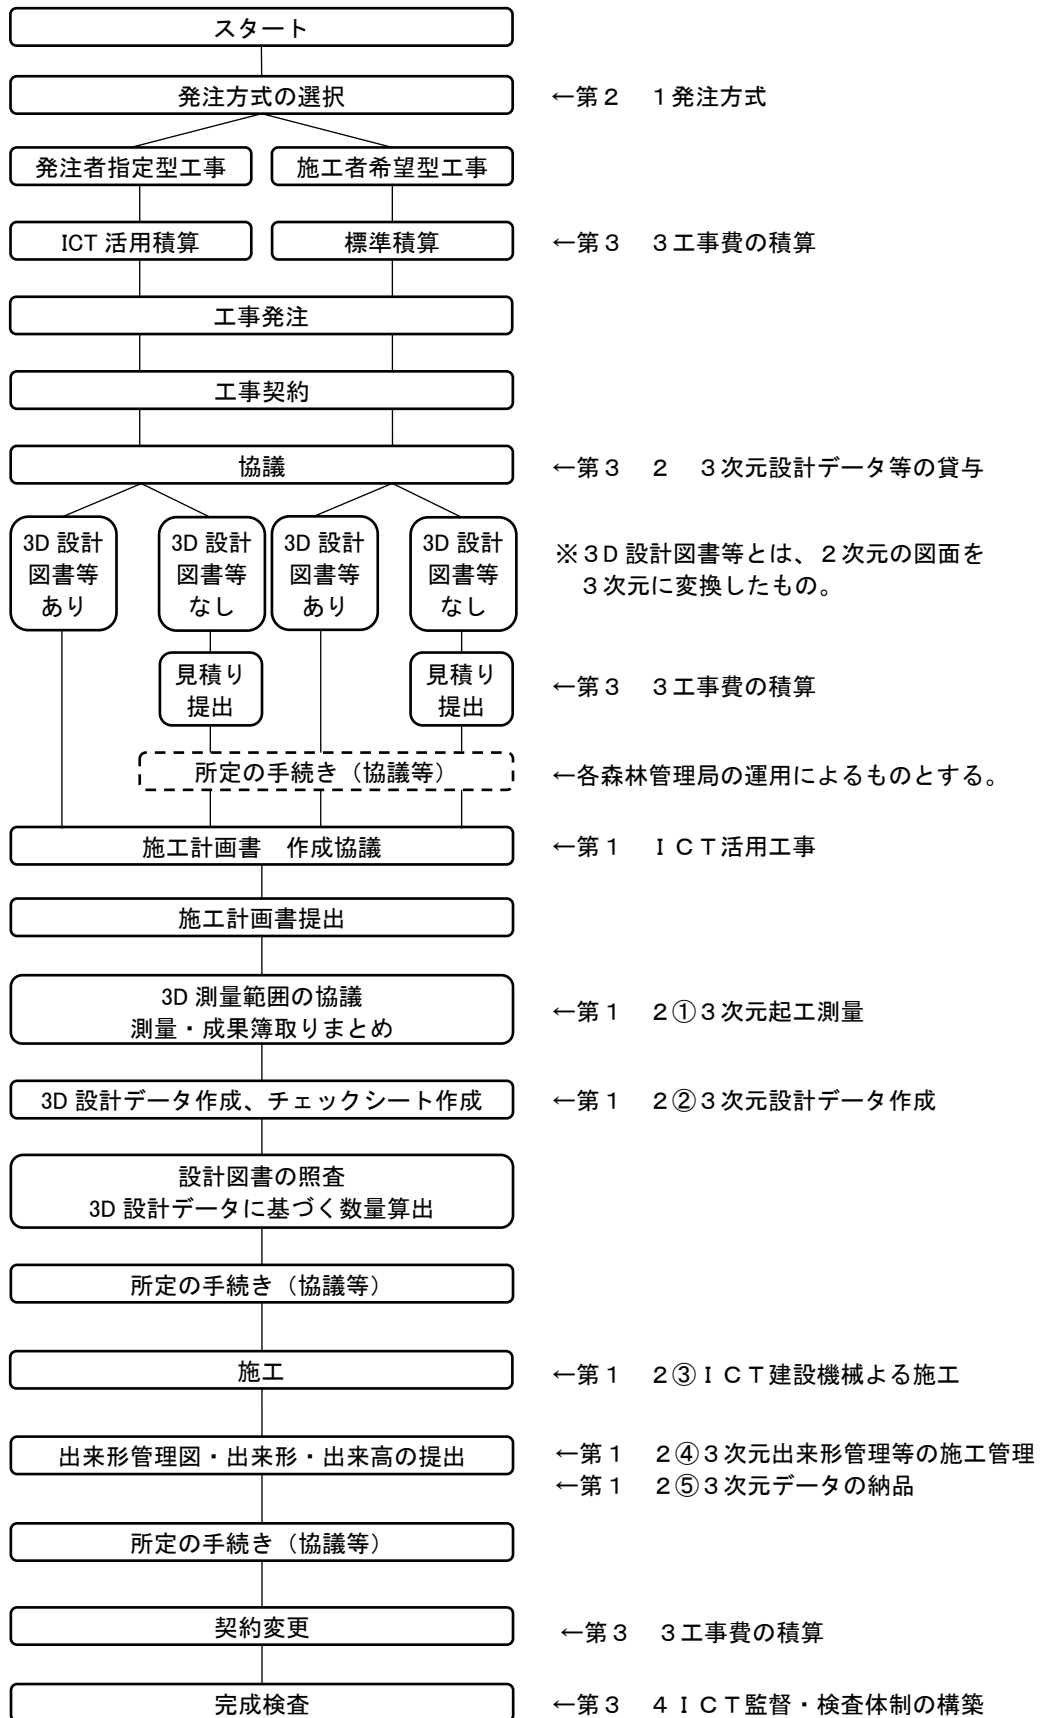 スタート
発注方式の選択
←第２　１発注方式
発注者指定型工事
施工者希望型工事
ICT 活用積算
標準積算
←第３　３工事費の積算
工事発注
工事契約
協議
←第３　２　３次元設計データ等の貸与
3D 設計
図書等
あり
3D 設計
図書等
なし
3D 設計
図書等
あり
3D 設計
図書等
なし
※３D 設計図書等とは、２次元の図面を
３次元に変換したもの。
見積り
提出
見積り
提出
←第３　３工事費の積算
所定の手続き（協議等）
←各森林管理局の運用によるものとする。
施工計画書　作成協議
←第１　ＩＣＴ活用工事
施工計画書提出
3D 測量範囲の協議
測量・成果簿取りまとめ
←第１　２①３次元起工測量
3D 設計データ作成、チェックシート作成
←第１　２②３次元設計データ作成
設計図書の照査
3D 設計データに基づく数量算出
所定の手続き（協議等）
施工
←第１　２③ＩＣＴ建設機械よる施工
出来形管理図・出来形・出来高の提出
←第１　２④３次元出来形管理等の施工管理
←第１　２⑤３次元データの納品
所定の手続き（協議等）
契約変更
←第３　３工事費の積算
完成検査
←第３　４ＩＣＴ監督・検査体制の構築